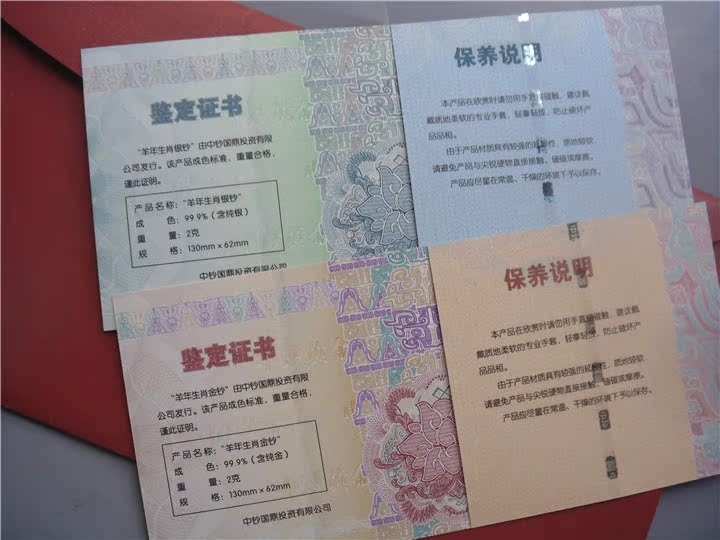 鉴定证书
“羊年生肖银钞”由中钞国鼎投资有限
公司发行。该产品成色标准，重量合格，
谨此证明。
产品名称：“羊年生肖银钞”
成 色：99.9%（含纯银）
重 量：2克
规 格：130mm×62mm
中钞国鼎投资有限公司
保养说明
本产品在欣赏时请勿用手直接接触，建议佩
戴质地柔软的专业手套，轻拿轻放，防止破坏产
品品相。
由于产品材质具有较强的延展性，质地较软，
请避免产品与尖锐硬物直接接触、碰磕或摩擦。
产品应尽量在常温、干燥的环境下予以保存。
鉴定证书
“羊年生肖金钞”由中钞国鼎投资有限
公司发行。该产品成色标准，重量合格，
谨此证明。
产品名称：“羊年生肖金钞”
成 色：99.9%（含纯金）
重 量：2克
规 格：130mm×62mm
中钞国鼎投资有限公司
保养说明
本产品在欣赏时请勿用手直接接触，建议佩
戴质地柔软的专业手套，轻拿轻放，防止破坏产
品品相。
由于产品材质具有较强的延展性，质地较软，
请避免产品与尖锐硬物直接接触、碰磕或摩擦。
产品应尽量在常温、干燥的环境下予以保存。